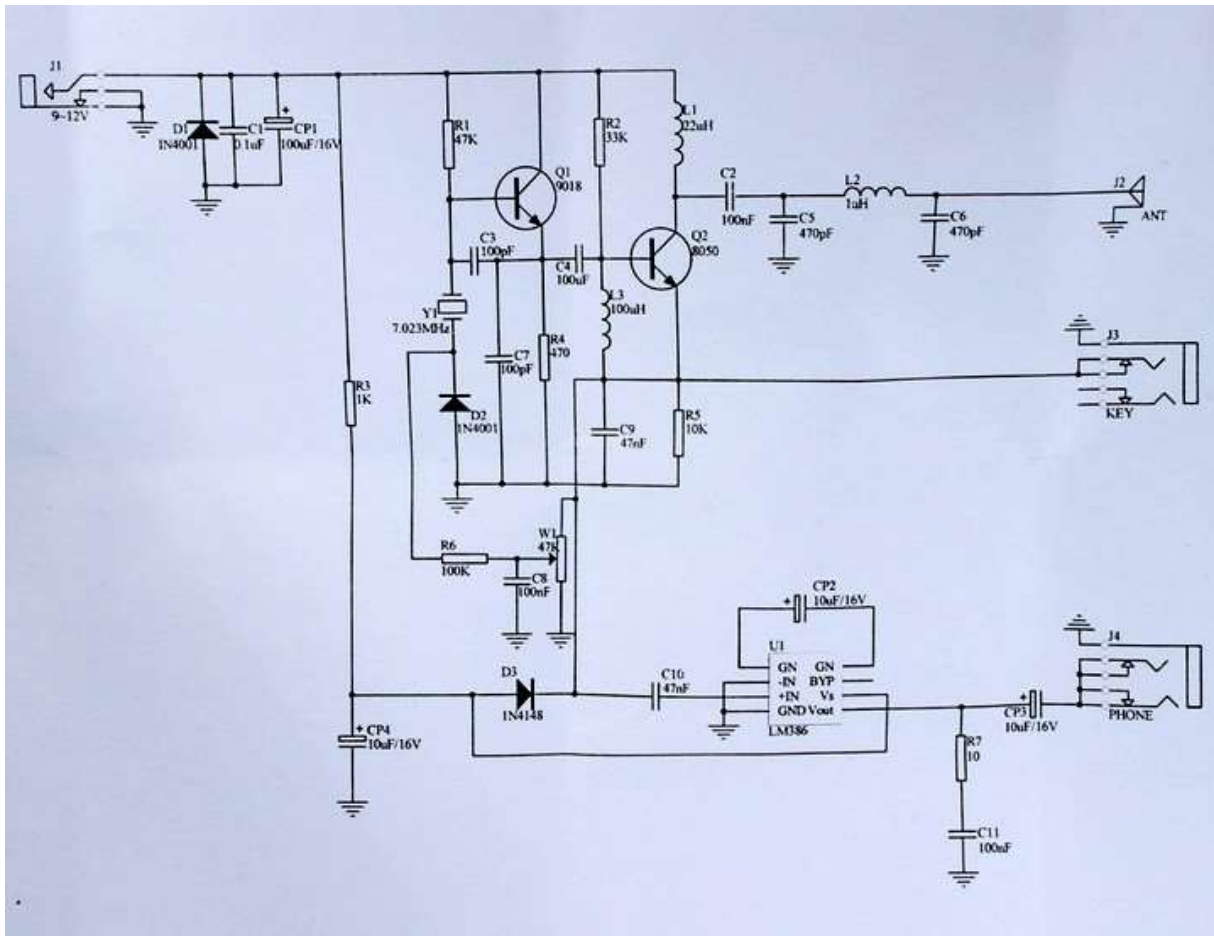 J1
9~12V
D1
1N4001
C1
0.1uF
CP1
100uF/16V
R1
47K
Q1
9018
R2
33K
L1
22uH
C2
100nF
L2
1uH
C5
470pF
C6
470pF
J2
ANT
C3
100pF
C4
100uF
Q2
8050
L3
100uH
Y1
7.023MHz
C7
100pF
R4
470
R3
1K
D2
1N4001
C9
47nF
R5
10K
J3
KEY
R6
100K
C8
100nF
W1
47K
CP2
10uF/16V
U1
GN GN
-IN BYP
+IN Vs
GND Vout
LM386
D3
1N4148
C10
47nF
CP4
10uF/16V
CP3
10uF/16V
J4
PHONE
R7
10
C11
100nF